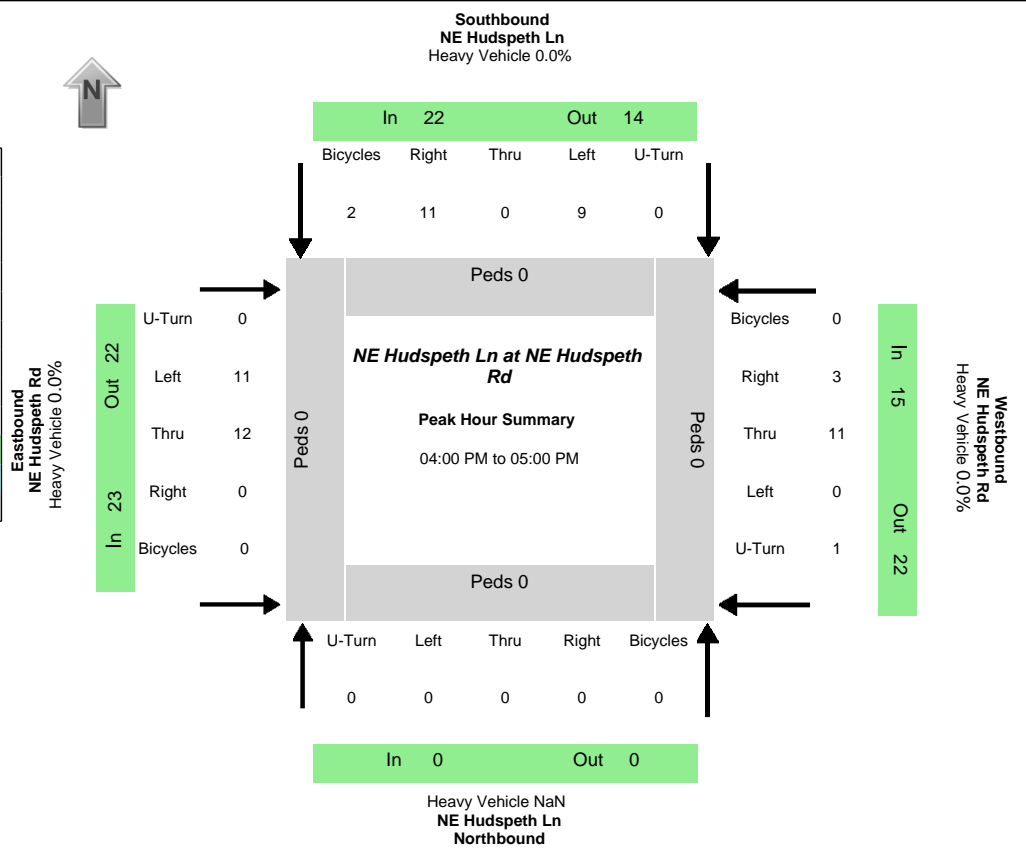 Southbound
NE Hudspeth Ln
Heavy Vehicle 0.0%
N
In 22 Out 14
Bicycles Right Thru Left U-Turn
2 11 0 9 0
Peds 0
Eastbound
NE Hudspeth Rd
Heavy Vehicle 0.0%
In 23 Out 22
U-Turn 0
Left 11
Thru 12
Right 0
Bicycles 0
Peds 0
NE Hudspeth Ln at NE Hudspeth
Rd
Peak Hour Summary
04:00 PM to 05:00 PM
Peds 0
Bicycles 0
Right 3
Thru 11
Left 0
U-Turn 1
In 15 Out 22
Westbound
NE Hudspeth Rd
Heavy Vehicle 0.0%
Peds 0
U-Turn Left Thru Right Bicycles
0 0 0 0 0
In 0 Out 0
Heavy Vehicle NaN
NE Hudspeth Ln
Northbound